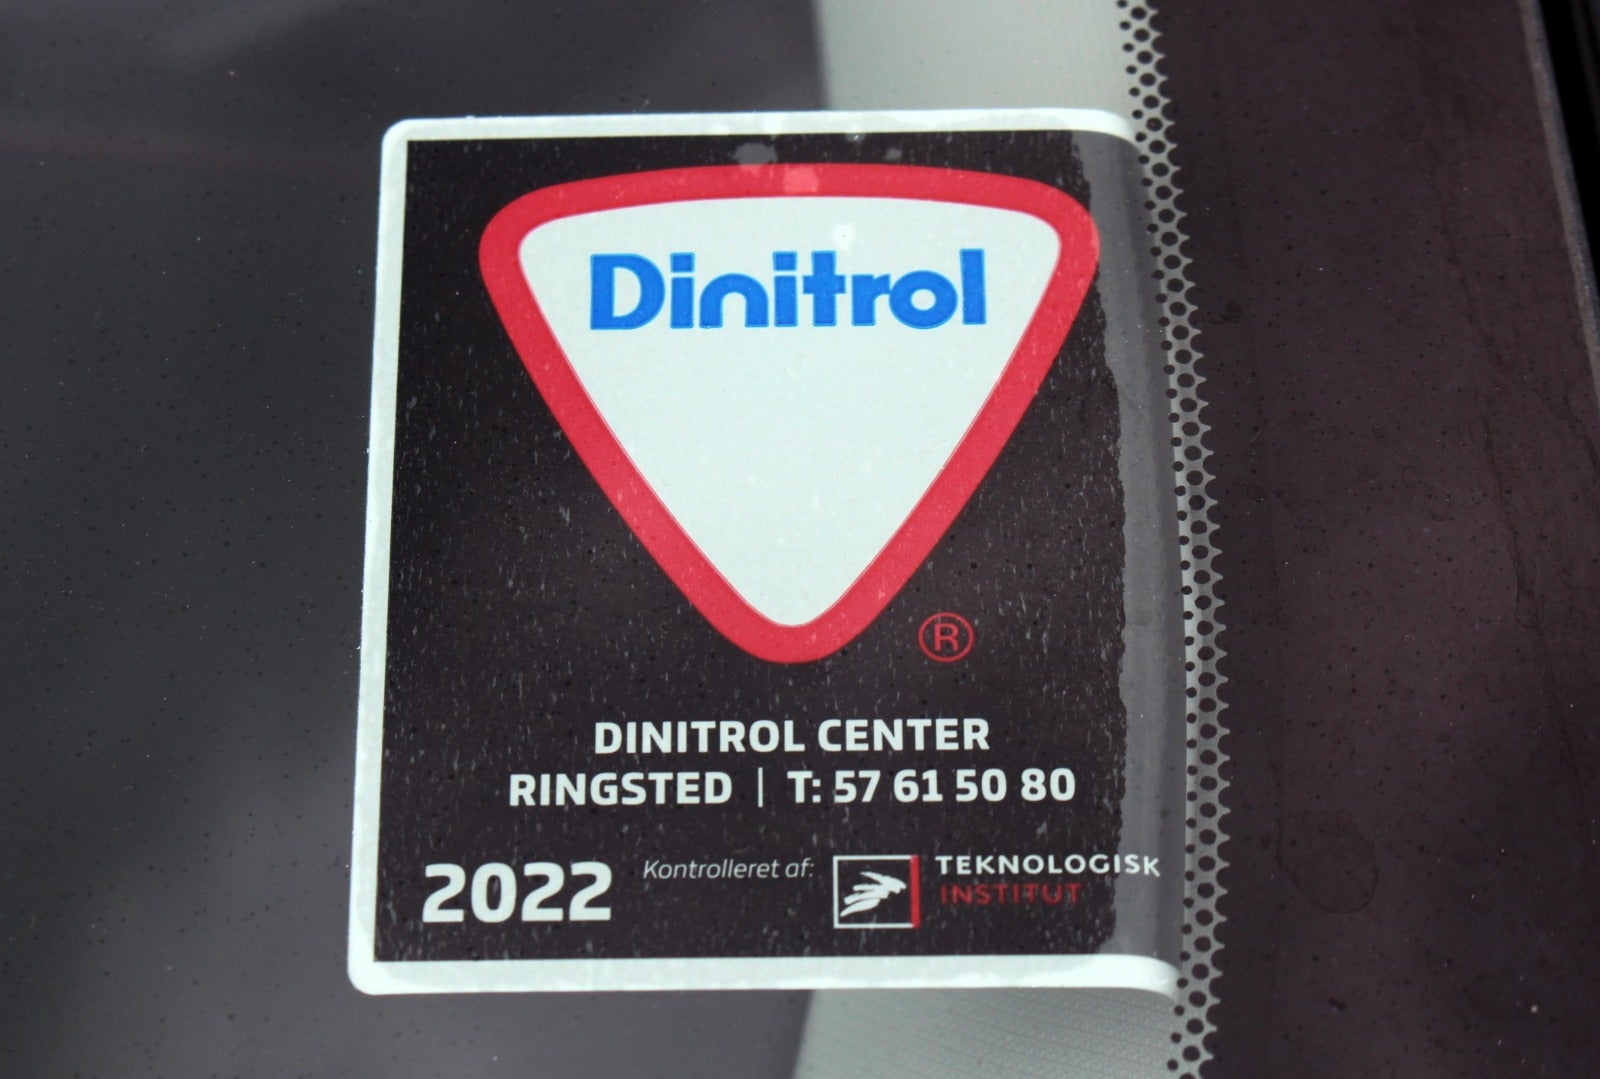 Dinitrol
®
DINITROL CENTER
RINGSTED | T: 57 61 50 80
2022 Kontrolleret af: TEKNOLOGISK
INSTITUT